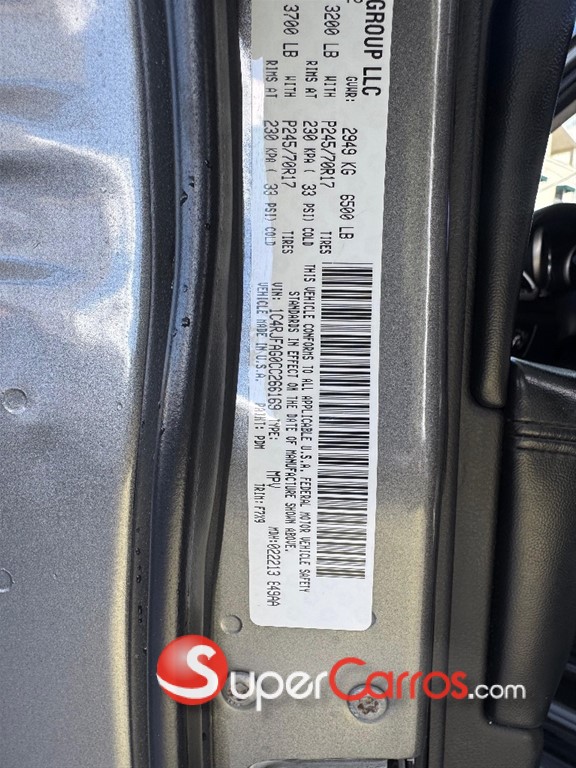 GROUP LLC
GVWR: 2949 KG 6500 LB
3200 LB WITH P245/70R17 TIRES
RIMS AT 230 KPA ( 33 PSI) COLD
3700 LB WITH P245/70R17 TIRES
RIMS AT 230 KPA ( 33 PSI) COLD
THIS VEHICLE CONFORMS TO ALL APPLICABLE U.S.A. FEDERAL MOTOR VEHICLE SAFETY
STANDARDS IN EFFECT ON THE DATE OF MANUFACTURE SHOWN ABOVE.
VIN: 1C4RJFAG0CC266169 TYPE: MPV MDH:022213 E49AA
VEHICLE MADE IN U.S.A. PAINT: PDM TRIM: F7X9
SuperCarros.com